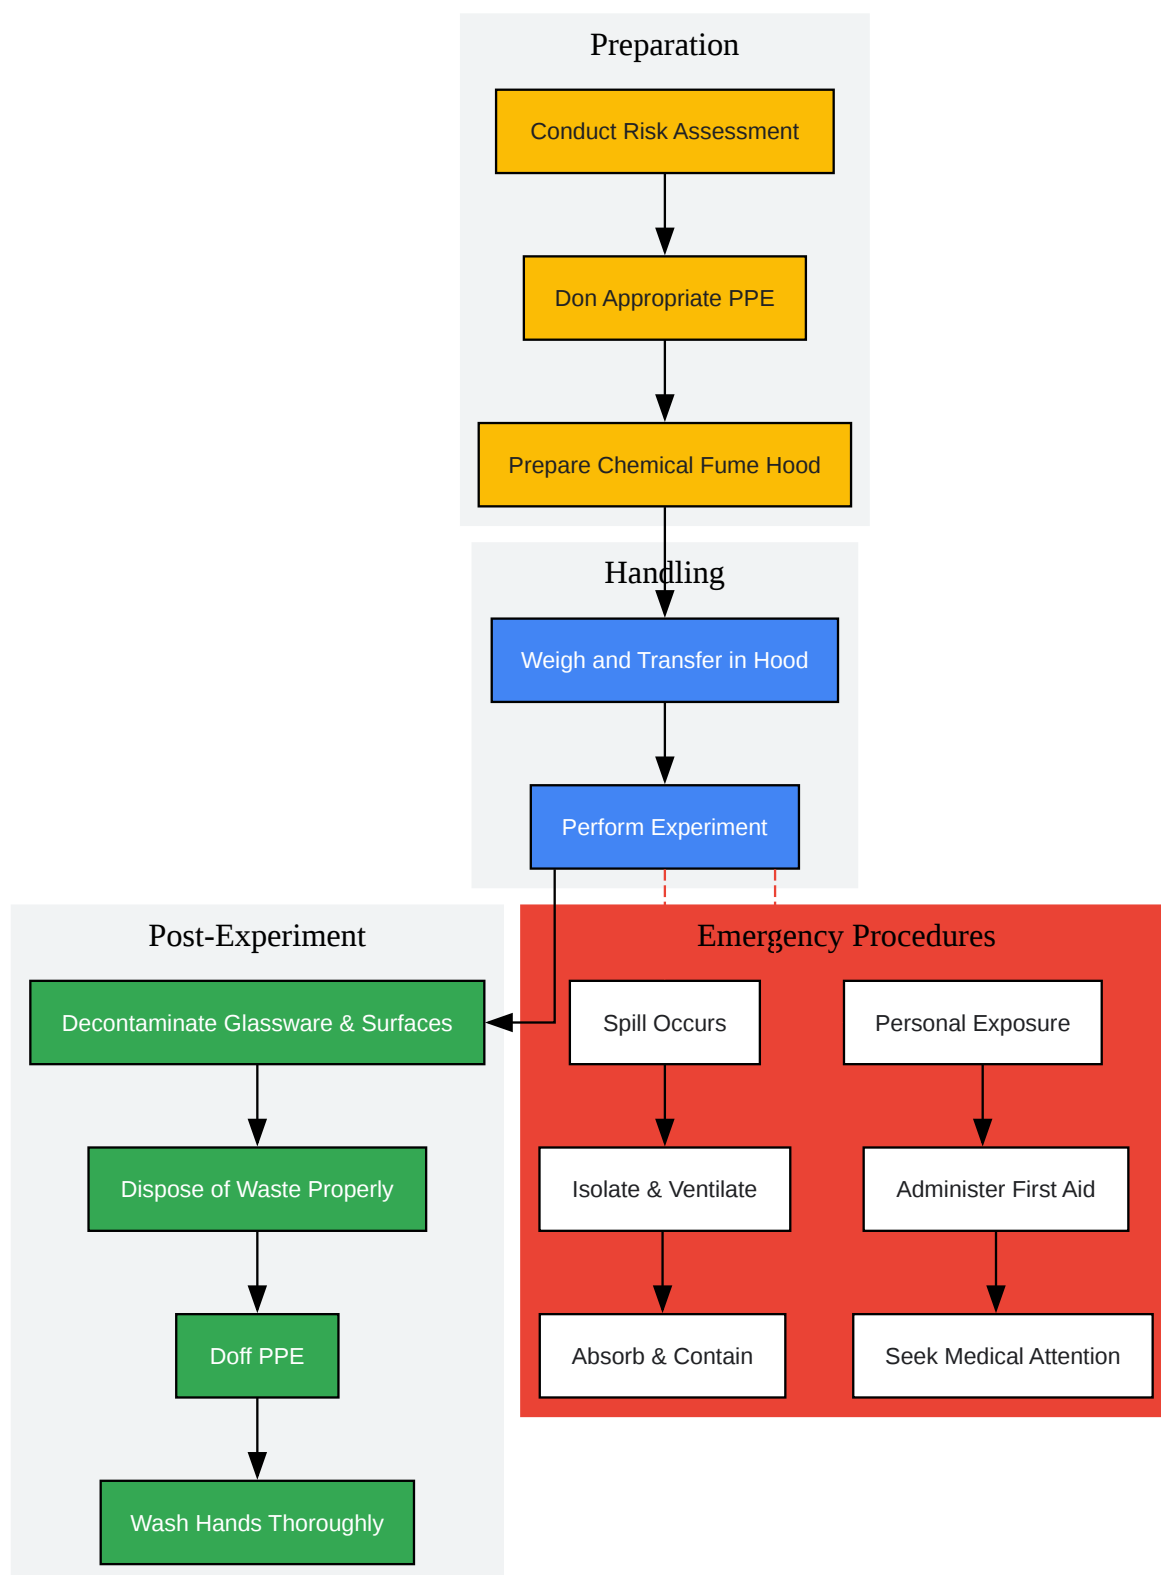 Preparation
Conduct Risk Assessment
Don Appropriate PPE
Prepare Chemical Fume Hood
Handling
Weigh and Transfer in Hood
Perform Experiment
Post-Experiment
Decontaminate Glassware & Surfaces
Dispose of Waste Properly
Doff PPE
Wash Hands Thoroughly
Emergency Procedures
Spill Occurs
Personal Exposure
Isolate & Ventilate
Administer First Aid
Absorb & Contain
Seek Medical Attention